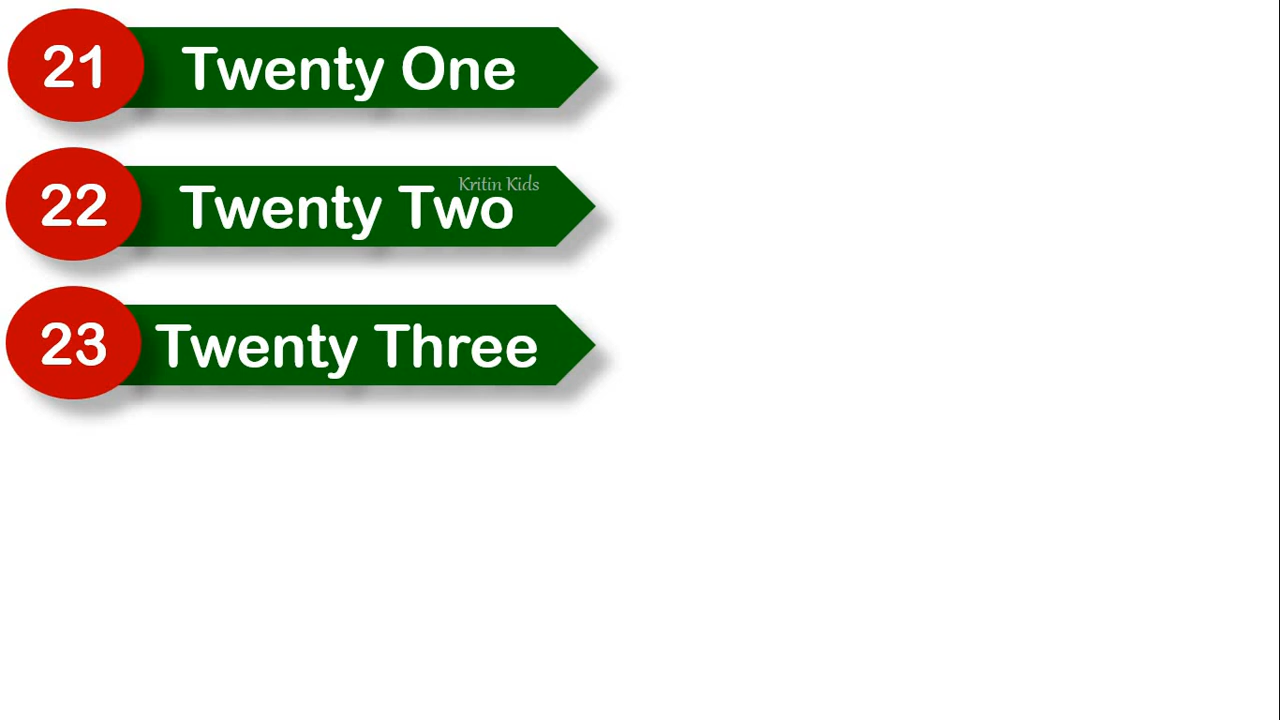 21 Twenty One
22 Twenty Two
Kritin Kids
23 Twenty Three